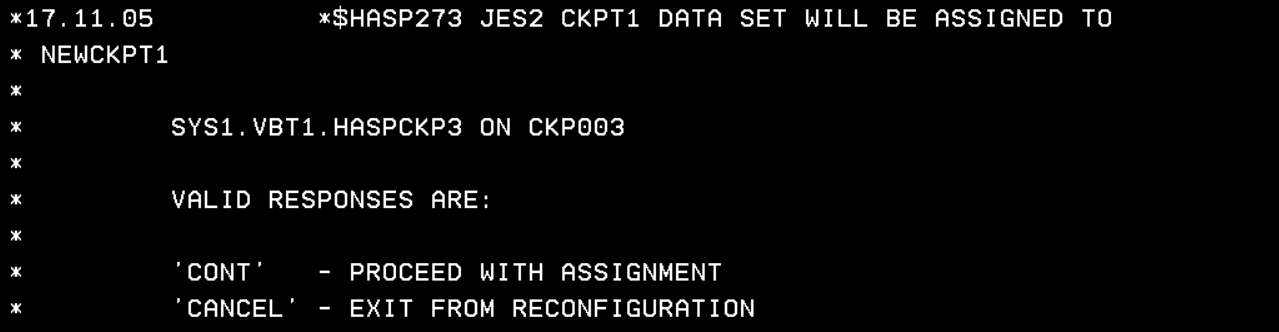 *17.11.05          *$HASP273 JES2 CKPT1 DATA SET WILL BE ASSIGNED TO
* NEWCKPT1
*
*         SYS1.VBT1.HASPCKP3 ON CKP003
*
*         VALID RESPONSES ARE:
*
*         'CONT'   - PROCEED WITH ASSIGNMENT
*         'CANCEL' - EXIT FROM RECONFIGURATION